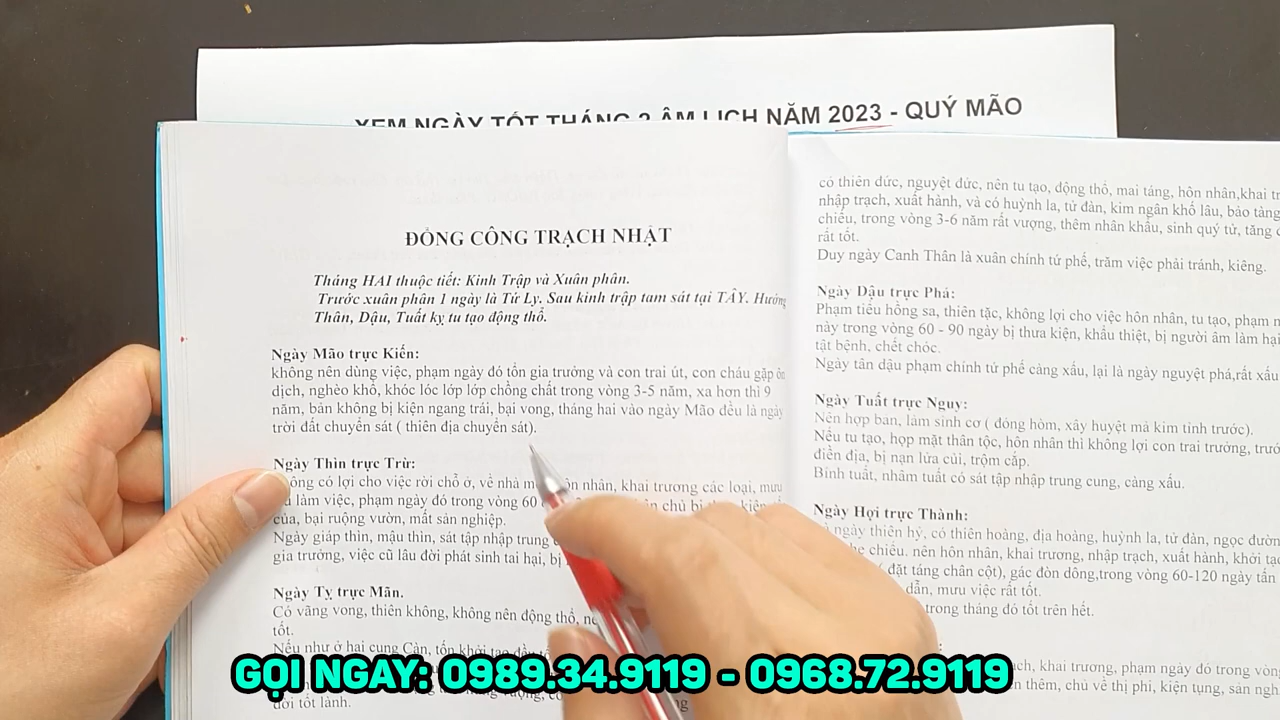 XEM NGÀY TỐT THÁNG 2 ÂM LỊCH NĂM 2023 - QUÝ MÃO
ĐỔNG CÔNG TRẠCH NHẬT
Tháng HAI thuộc tiết: Kinh Trập và Xuân phân.
Trước xuân phân 1 ngày là Tứ Ly. Sau kinh trập tam sát tại TÂY. Hướng
Thân, Dậu, Tuất kỵ tu tạo động thổ.
Ngày Mão trực Kiến:
không nên dùng việc, phạm ngày đó tổn gia trưởng và con trai út, con cháu gặp ôn
dịch, nghèo khổ, khóc lóc lớp lớp chồng chất trong vòng 3-5 năm, xa hơn thì 9
năm, bản không bị kiện ngang trái, bại vong, tháng hai vào ngày Mão đều là ngày
trời đất chuyển sát ( thiên địa chuyển sát).
Ngày Thìn trực Trừ:
có lợi cho việc rời chỗ ở, về nhà hôn nhân, khai trương các loại, mưu
làm việc, phạm ngày đó trong vòng 60 chủ bị
của, bại ruộng vườn, mất sản nghiệp.
Ngày giáp thìn, mậu thìn, sát tập nhập trung
gia trưởng, việc cũ lâu đời phát sinh tai hại, bị
Ngày Tỵ trực Mãn.
Có vãng vong, thiên không, không nên động thổ,
tốt.
Nếu như ở hai cung Càn, tốn khởi tạo
tốt lành.
có thiên đức, nguyệt đức, nên tu tạo, động thổ, mai táng, hôn nhân,khai
nhập trạch, xuất hành, và có huỳnh la, tử đàn, kim ngân khố lâu, bảo tàng
chiếu, trong vòng 3-6 năm rất vượng, thêm nhân khẩu, sinh quý tử, tăng
rất tốt.
Duy ngày Canh Thân là xuân chính tứ phế, trăm việc phải tránh, kiêng.
Ngày Dậu trực Phá:
Phạm tiểu hồng sa, thiên tặc, không lợi cho việc hôn nhân, tu tạo, phạm
này trong vòng 60 - 90 ngày bị thưa kiện, khẩu thiệt, bị người âm làm hại
tật bệnh, chết chóc.
Ngày tân dậu phạm chính tứ phế càng xấu, lại là ngày nguyệt phá,rất xấu
Ngày Tuất trực Nguy:
Nên hợp bản, làm sinh cơ ( đóng hòm, xây huyệt mả kim tỉnh trước).
Nếu tu tạo, họp mặt thân tộc, hôn nhân thì không lợi con trai trưởng,
điền địa, bị nạn lửa củi, trộm cắp.
Bính tuất, nhâm tuất có sát tập nhập trung cung, càng xấu.
Ngày Hợi trực Thành:
ngày thiên hỷ, có thiên hoàng, địa hoàng, huỳnh la, tử đàn, ngọc đường
chiếu. nên hôn nhân, khai trương, nhập trạch, xuất hành, khởi tạo
( đặt táng chân cột), gác đòn dông,trong vòng 60-120 ngày
dẫn, mưu việc rất tốt.
trong tháng đó tốt trên hết.
khai trương, phạm ngày đó trong vòng
thêm, chủ về thị phi, kiện tụng, sản
GỌI NGAY: 0989.34.9119 - 0968.72.9119